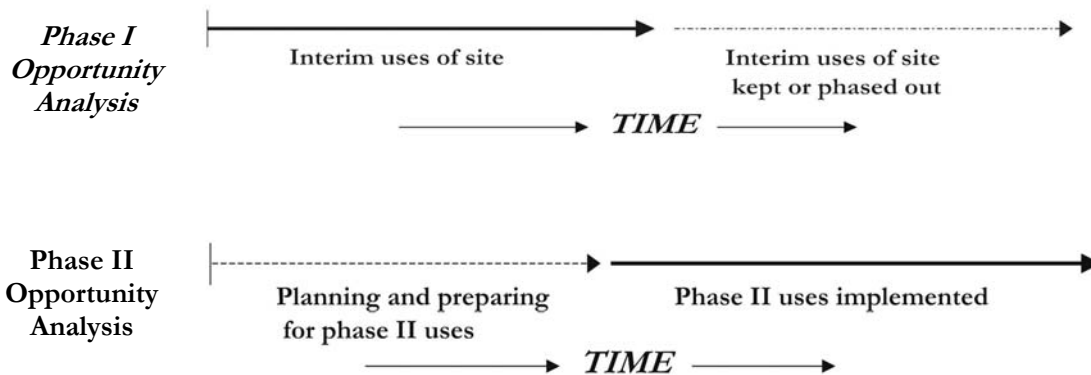 Phase I
Opportunity
Analysis
Interim uses of site
Interim uses of site
kept or phased out
TIME
Phase II
Opportunity
Analysis
Planning and preparing
for phase II uses
Phase II uses implemented
TIME